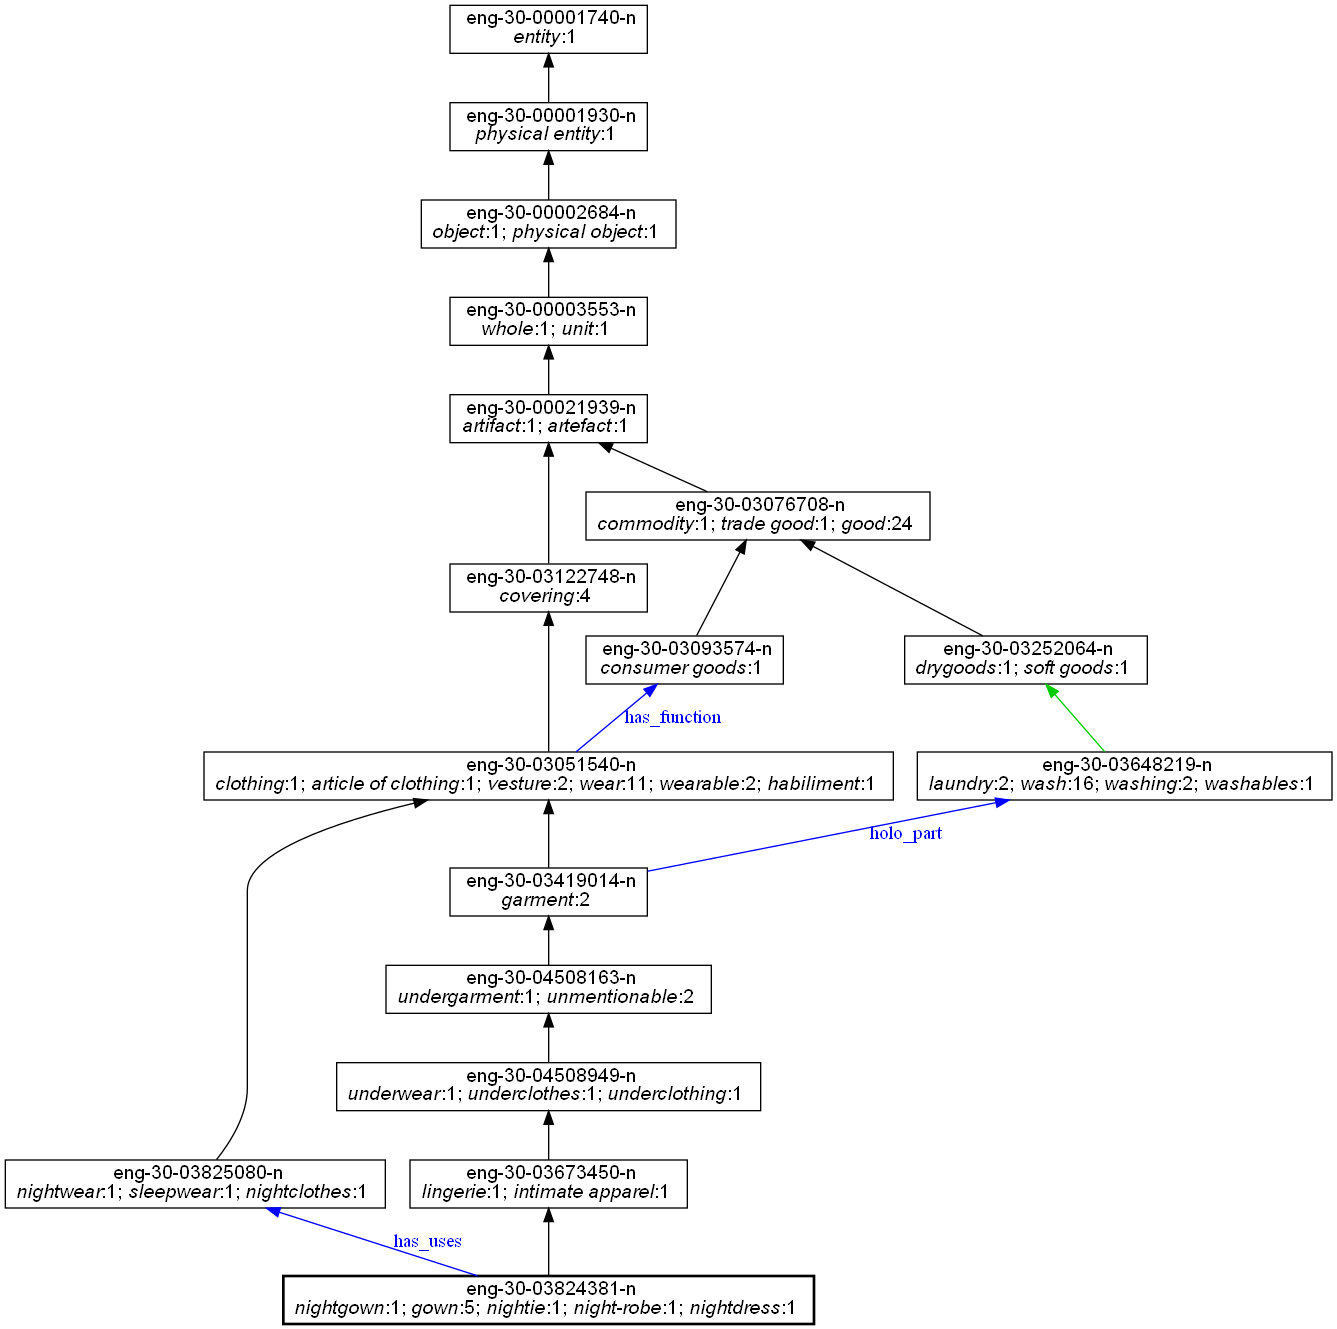 eng-30-00001740-n
entity:1
eng-30-00001930-n
physical entity:1
eng-30-00002684-n
object:1; physical object:1
eng-30-00003553-n
whole:1; unit:1
eng-30-00021939-n
artifact:1; artefact:1
eng-30-03076708-n
commodity:1; trade good:1; good:24
eng-30-03122748-n
covering:4
eng-30-03093574-n
consumer goods:1
eng-30-03252064-n
drygoods:1; soft goods:1
has_function
eng-30-03051540-n
clothing:1; article of clothing:1; vesture:2; wear:11; wearable:2; habiliment:1
eng-30-03648219-n
laundry:2; wash:16; washing:2; washables:1
holo_part
eng-30-03419014-n
garment:2
eng-30-04508163-n
undergarment:1; unmentionable:2
eng-30-04508949-n
underwear:1; underclothes:1; underclothing:1
eng-30-03825080-n
nightwear:1; sleepwear:1; nightclothes:1
eng-30-03673450-n
lingerie:1; intimate apparel:1
has_uses
eng-30-03824381-n
nightgown:1; gown:5; nightie:1; night-robe:1; nightdress:1